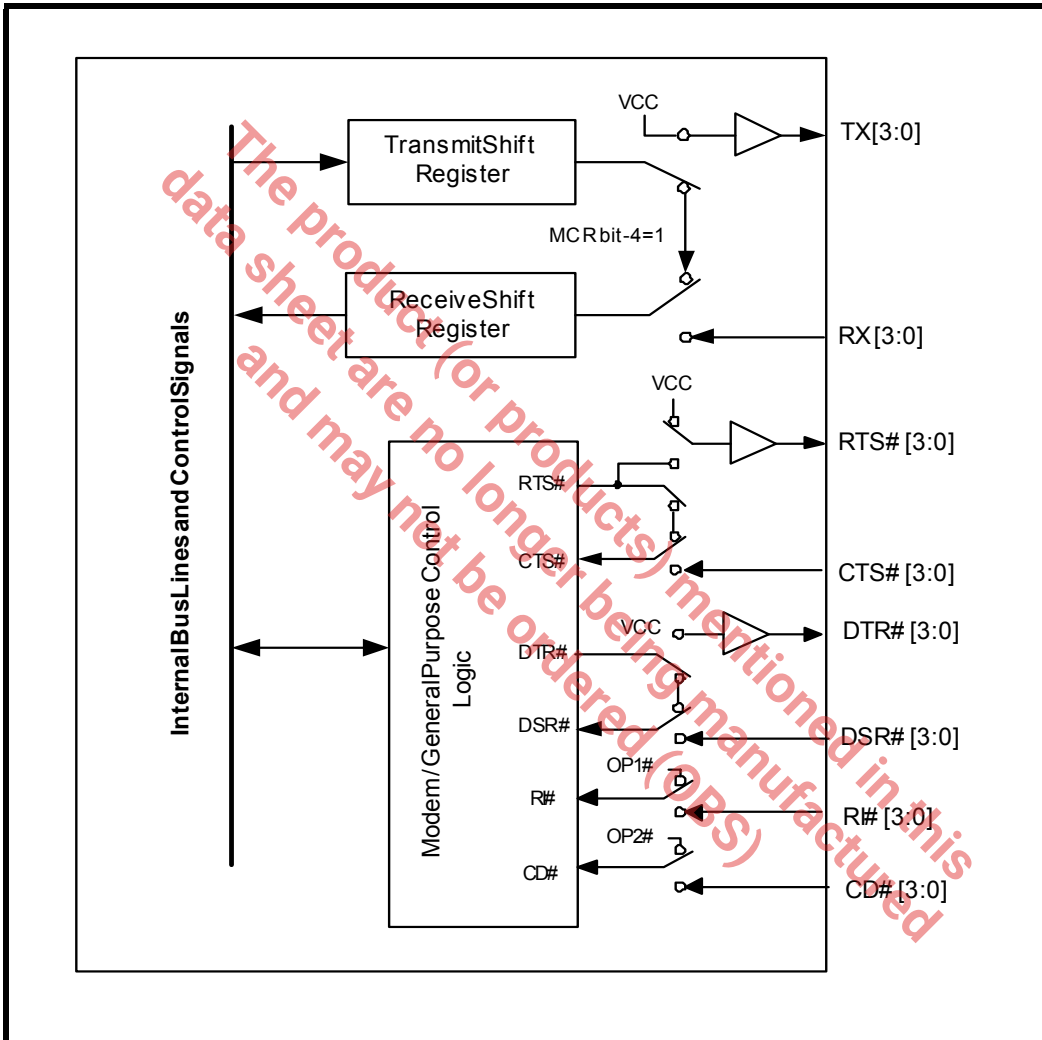 VCC
TX[3:0]
TransmitShift
Register
MCR bit-4=1
ReceiveShift
Register
RX[3:0]
VCC
RTS# [3:0]
RTS#
CTS#
CTS# [3:0]
VCC
DTR# [3:0]
DTR#
DSR#
DSR# [3:0]
OP1#
RI#
RI# [3:0]
OP2#
CD#
CD# [3:0]
InternalBusLinesandControlSignals
Modem/GeneralPurpose Control
Logic
The product (or products) mentioned in this
data sheet are no longer being manufactured
and may not be ordered (OBS)